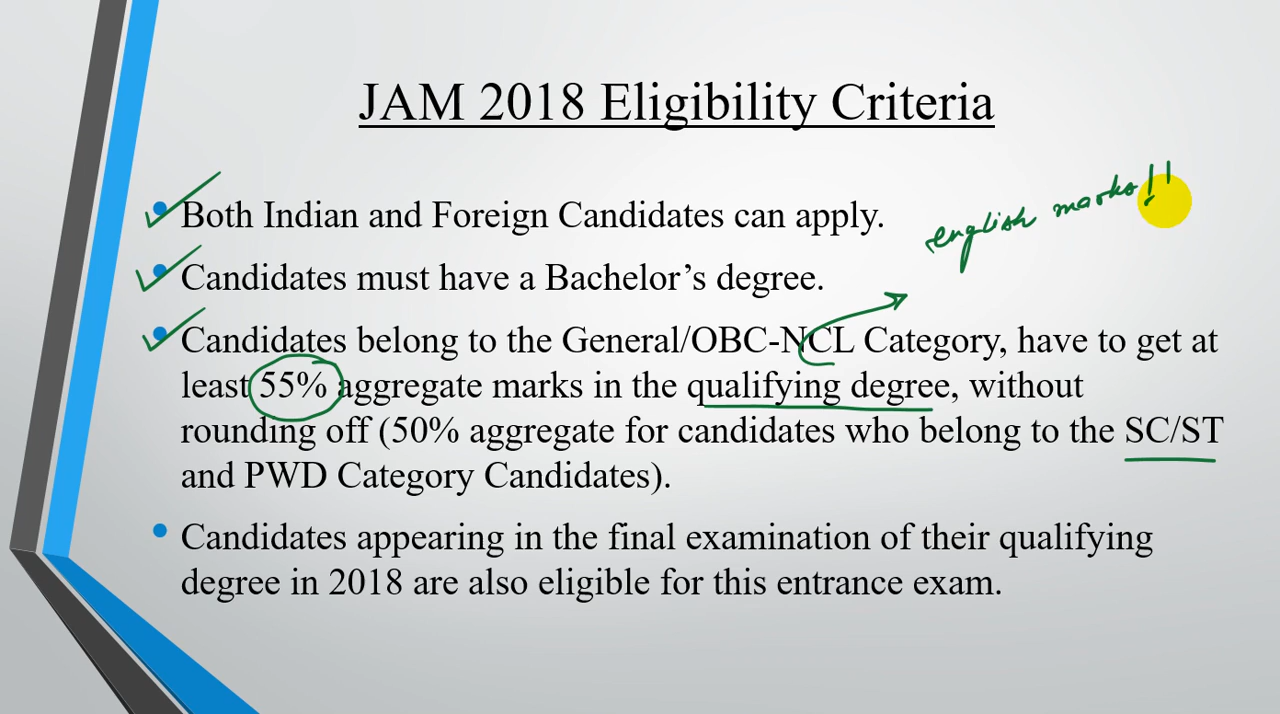 JAM 2018 Eligibility Criteria
english marks!!
Both Indian and Foreign Candidates can apply.
Candidates must have a Bachelor’s degree.
Candidates belong to the General/OBC-NCL Category, have to get at
least 55% aggregate marks in the qualifying degree, without
rounding off (50% aggregate for candidates who belong to the SC/ST
and PWD Category Candidates).
Candidates appearing in the final examination of their qualifying
degree in 2018 are also eligible for this entrance exam.